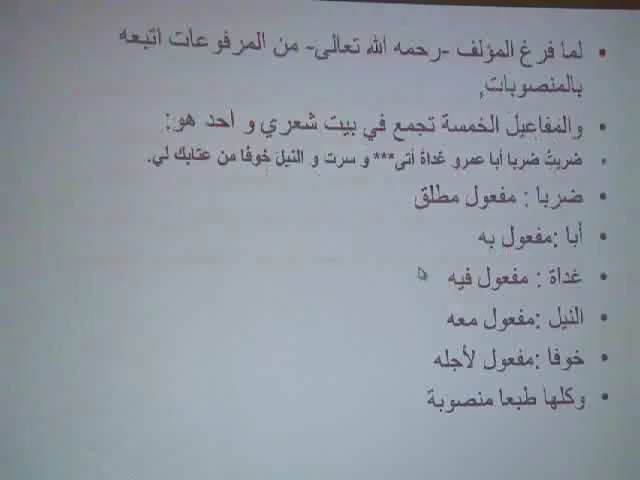 لما فرغ المؤلف -رحمه الله تعالى- من المرفوعات اتبعه
بالمنصوبات,
والمفاعيل الخمسة تجمع في بيت شعري و احد هو:
ضربتُ ضربا أبا عمرو غداةَ أتى*** و سرت و النيلَ خوفا من عتابك لي.
ضربا : مفعول مطلق
أبا :مفعول به
غداة : مفعول فيه
النيل :مفعول معه
خوفا :مفعول لأجله
وكلها طبعا منصوبة